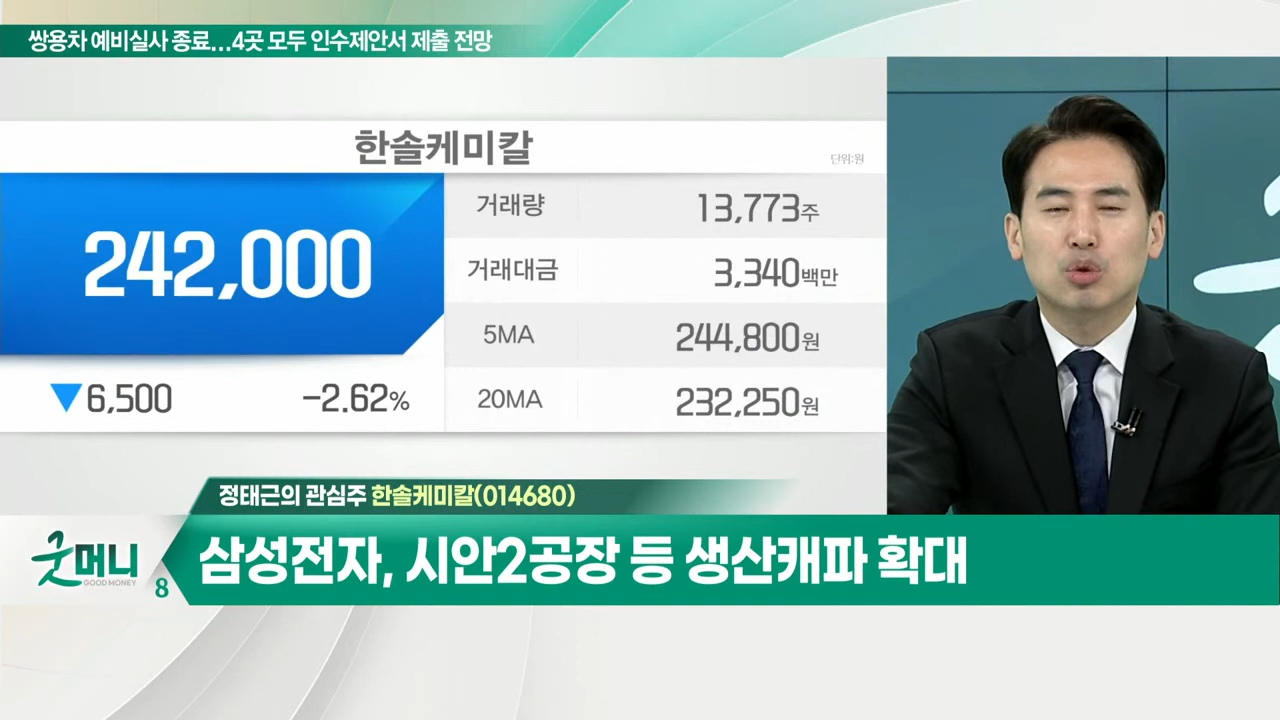 쌍용차 예비실사 종료...4곳 모두 인수제안서 제출 전망
한솔케미칼
단위:원
242,000
▼6,500 -2.62%
거래량 13,773주
거래대금 3,340백만
5MA 244,800원
20MA 232,250원
정태근의 관심주 한솔케미칼(014680)
굿머니
GOOD MONEY
8
삼성전자, 시안2공장 등 생산캐파 확대